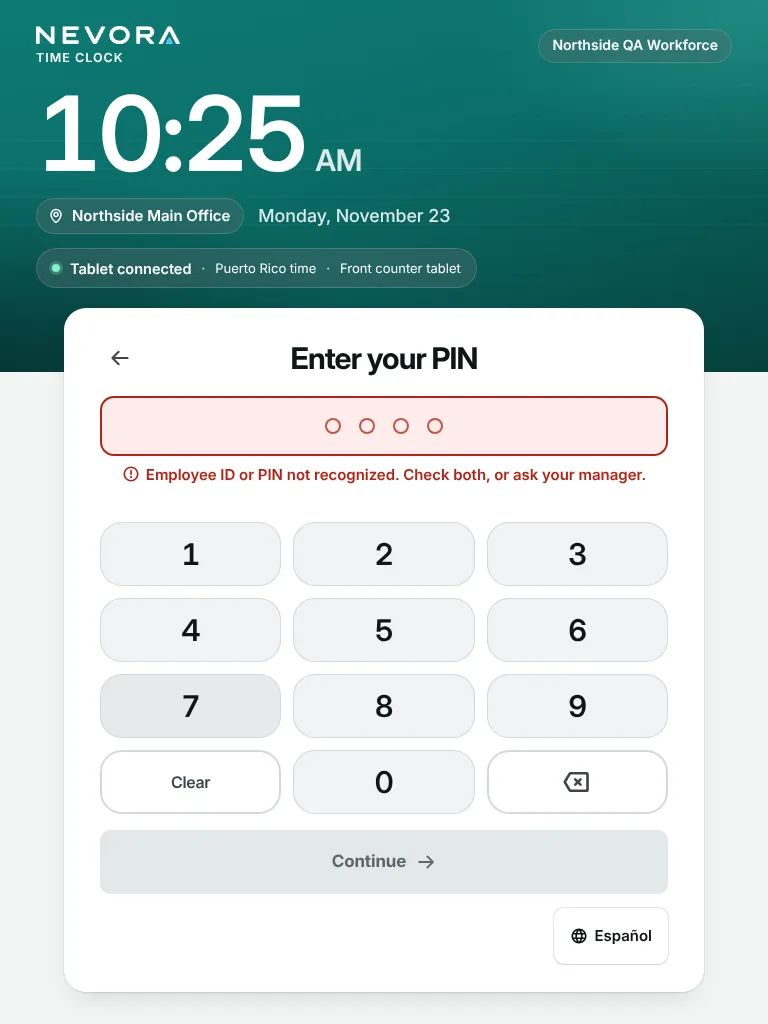 NEVORA
TIME CLOCK
Northside QA Workforce
10:25 AM
Northside Main Office
Monday, November 23
Tablet connected · Puerto Rico time · Front counter tablet
Enter your PIN
Employee ID or PIN not recognized. Check both, or ask your manager.
1 2 3
4 5 6
7 8 9
Clear 0
Continue
Español